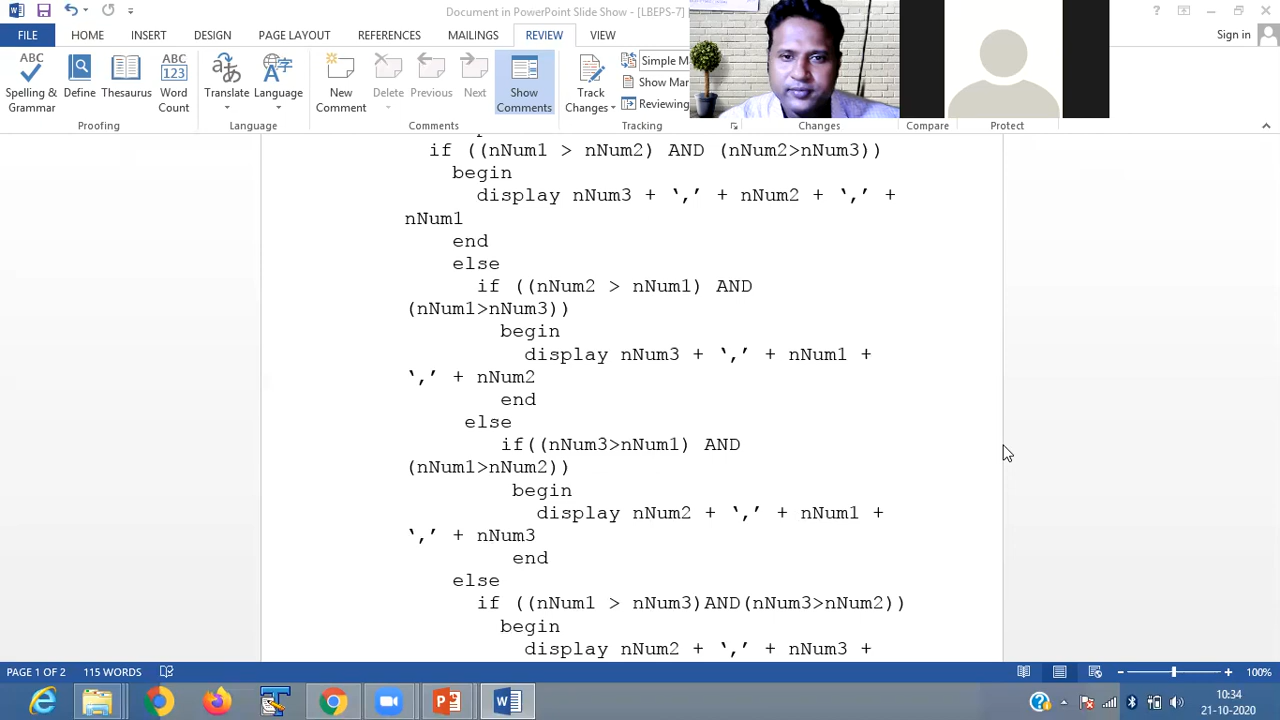 Document in PowerPoint Slide Show - [LBEPS-7]
FILE HOME INSERT DESIGN PAGE LAYOUT REFERENCES MAILINGS REVIEW VIEW Sign in
Spelling & Grammar
Define
Thesaurus
ABC 123 Word Count
Translate
Language
New Comment
Delete
Previous
Next
Show Comments
Track Changes
Simple M
Show Mar
Reviewing
Proofing Language Comments Tracking Changes Compare Protect
if ((nNum1 > nNum2) AND (nNum2>nNum3))
begin
display nNum3 + ‘,’ + nNum2 + ‘,’ +
nNum1
end
else
if ((nNum2 > nNum1) AND
(nNum1>nNum3))
begin
display nNum3 + ‘,’ + nNum1 +
‘,’ + nNum2
end
else
if((nNum3>nNum1) AND
(nNum1>nNum2))
begin
display nNum2 + ‘,’ + nNum1 +
‘,’ + nNum3
end
else
if ((nNum1 > nNum3)AND(nNum3>nNum2))
begin
display nNum2 + ‘,’ + nNum3 +
PAGE 1 OF 2 115 WORDS 100%
10:34
21-10-2020